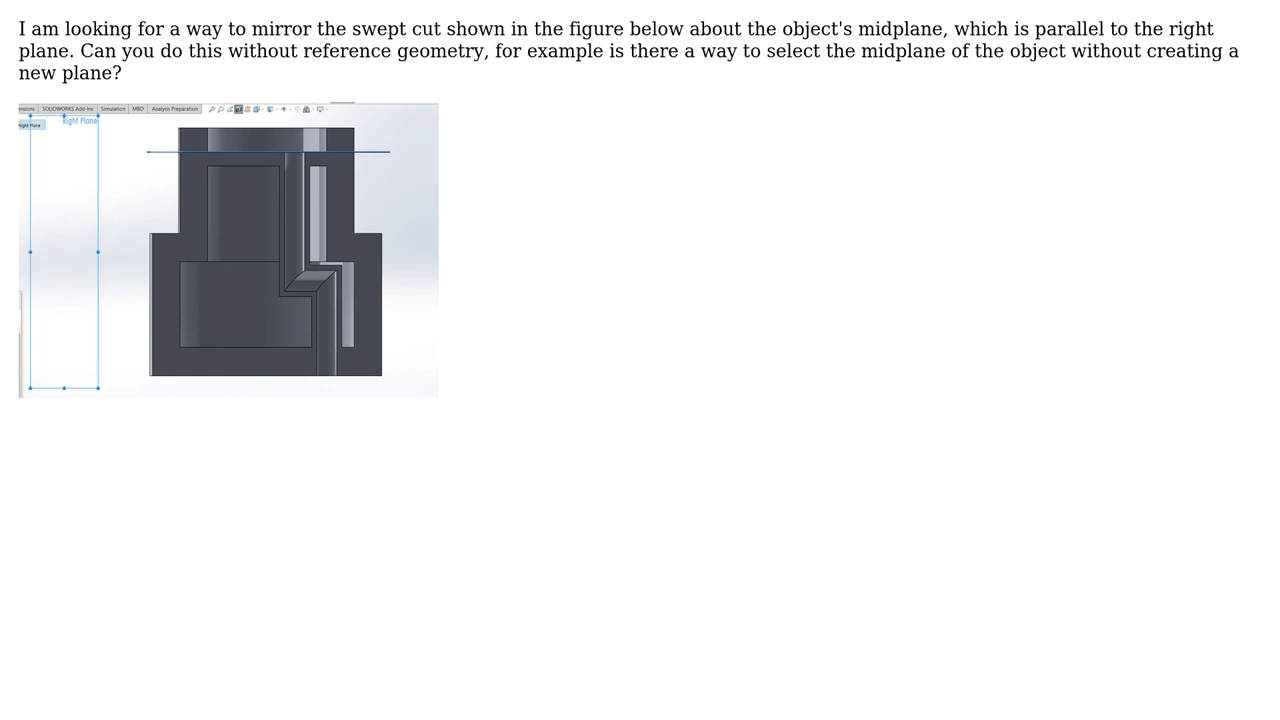 I am looking for a way to mirror the swept cut shown in the figure below about the object's midplane, which is parallel to the right
plane. Can you do this without reference geometry, for example is there a way to select the midplane of the object without creating a
new plane?
SOLIDWORKS Add-Ins Simulation MBD Analysis Preparation
Right Plane
Right Plane